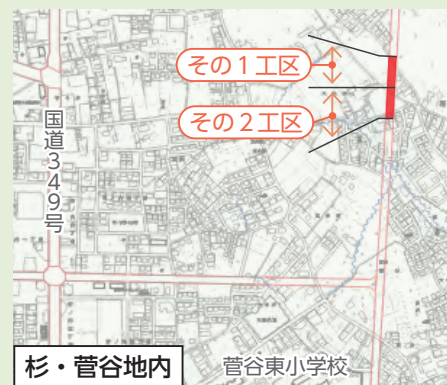 その1工区
その2工区
国道349号
杉・菅谷地内
菅谷東小学校